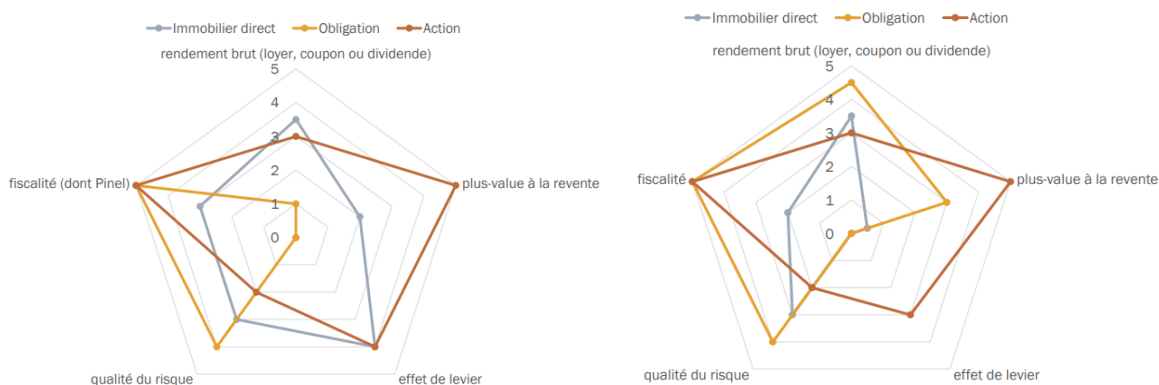 Immobilier direct Obligation Action
rendement brut (loyer, coupon ou dividende)
5
4
3
2
1
0
fiscalité (dont Pinel)
plus-value à la revente
qualité du risque
effet de levier
Immobilier direct Obligation Action
rendement brut (loyer, coupon ou dividende)
5
4
3
2
1
0
fiscalité
plus-value à la revente
qualité du risque
effet de levier